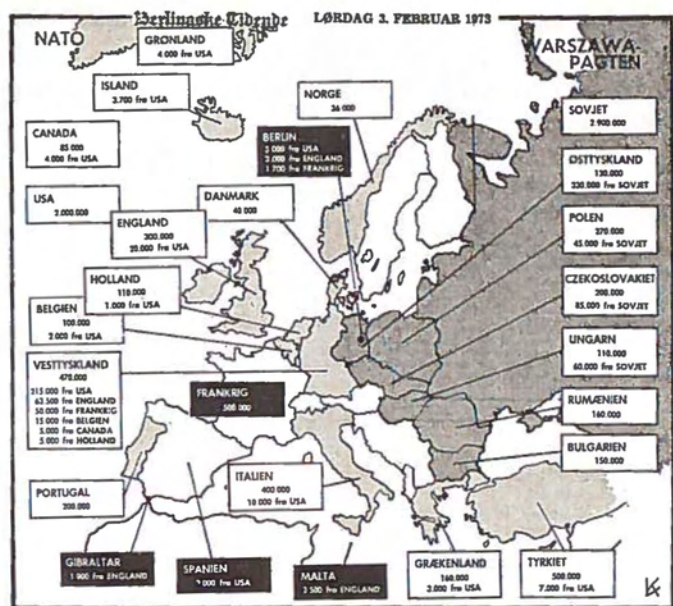 Berlingske Tidende LØRDAG 3. FEBRUAR 1973
NATO
GRØNLAND
4.000 fra USA
WARSZAWA-
PAGTEN
ISLAND
3.700 fra USA
CANADA
85.000
4.000 fra USA
USA
2.000.000
ENGLAND
300.000
20.000 fra USA
DANMARK
40.000
NORGE
36.000
BERLIN
3.000 fra USA
3.000 fra ENGLAND
1.700 fra FRANKRIG
SOVJET
2.900.000
ØSTTYSKLAND
130.000
330.000 fra SOVJET
POLEN
270.000
45.000 fra SOVJET
CZEKOSLOVAKIET
200.000
85.000 fra SOVJET
UNGARN
110.000
60.000 fra SOVJET
RUMÆNIEN
160.000
BULGARIEN
150.000
HOLLAND
110.000
1.000 fra USA
BELGIEN
100.000
2.000 fra USA
VESTTYSKLAND
470.000
215.000 fra USA
63.500 fra ENGLAND
50.000 fra FRANKRIG
15.000 fra BELGIEN
5.000 fra CANADA
5.000 fra HOLLAND
FRANKRIG
500.000
PORTUGAL
200.000
ITALIEN
400.000
10.000 fra USA
GIBRALTAR
1.900 fra ENGLAND
SPANIEN
fra USA
MALTA
3.500 fra ENGLAND
GRÆKENLAND
160.000
3.000 fra USA
TYRKIET
500.000
7.000 fra USA